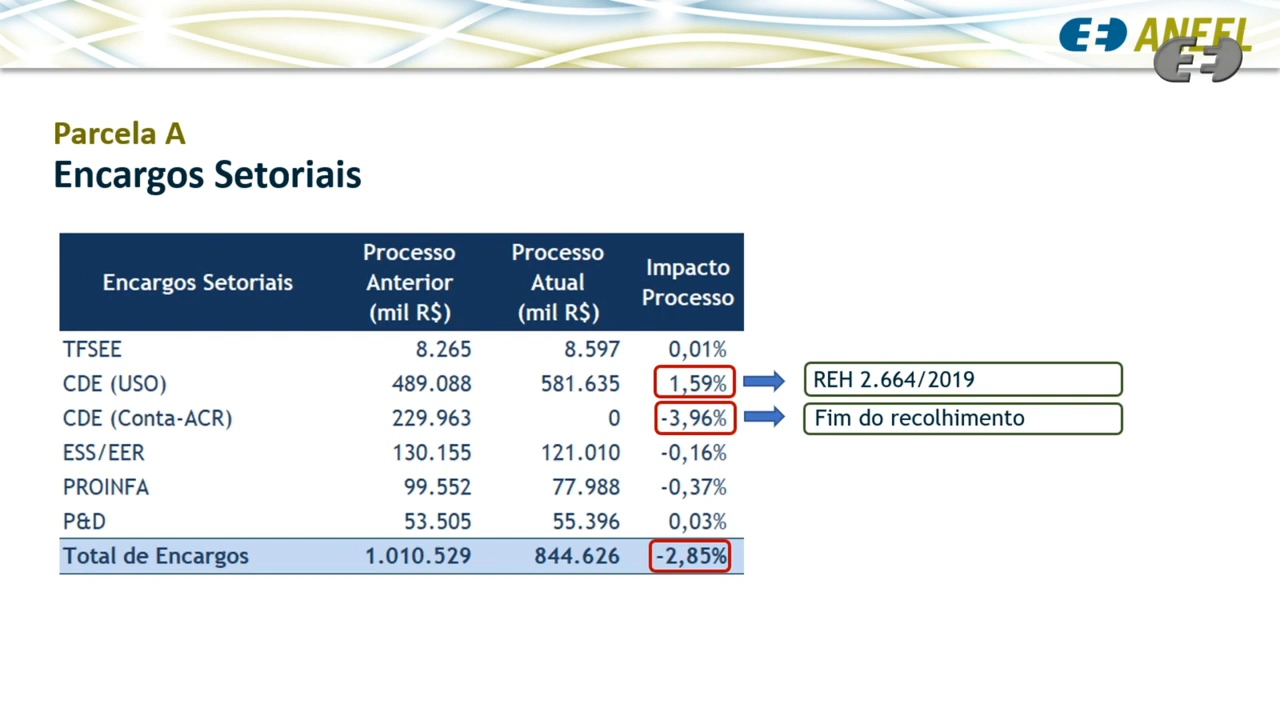 ANEEL
Parcela A
Encargos Setoriais
Encargos Setoriais Processo Anterior (mil R$) Processo Atual (mil R$) Impacto Processo
TFSEE 8.265 8.597 0,01%
CDE (USO) 489.088 581.635 1,59% REH 2.664/2019
CDE (Conta-ACR) 229.963 0 -3,96% Fim do recolhimento
ESS/EER 130.155 121.010 -0,16%
PROINFA 99.552 77.988 -0,37%
P&D 53.505 55.396 0,03%
Total de Encargos 1.010.529 844.626 -2,85%